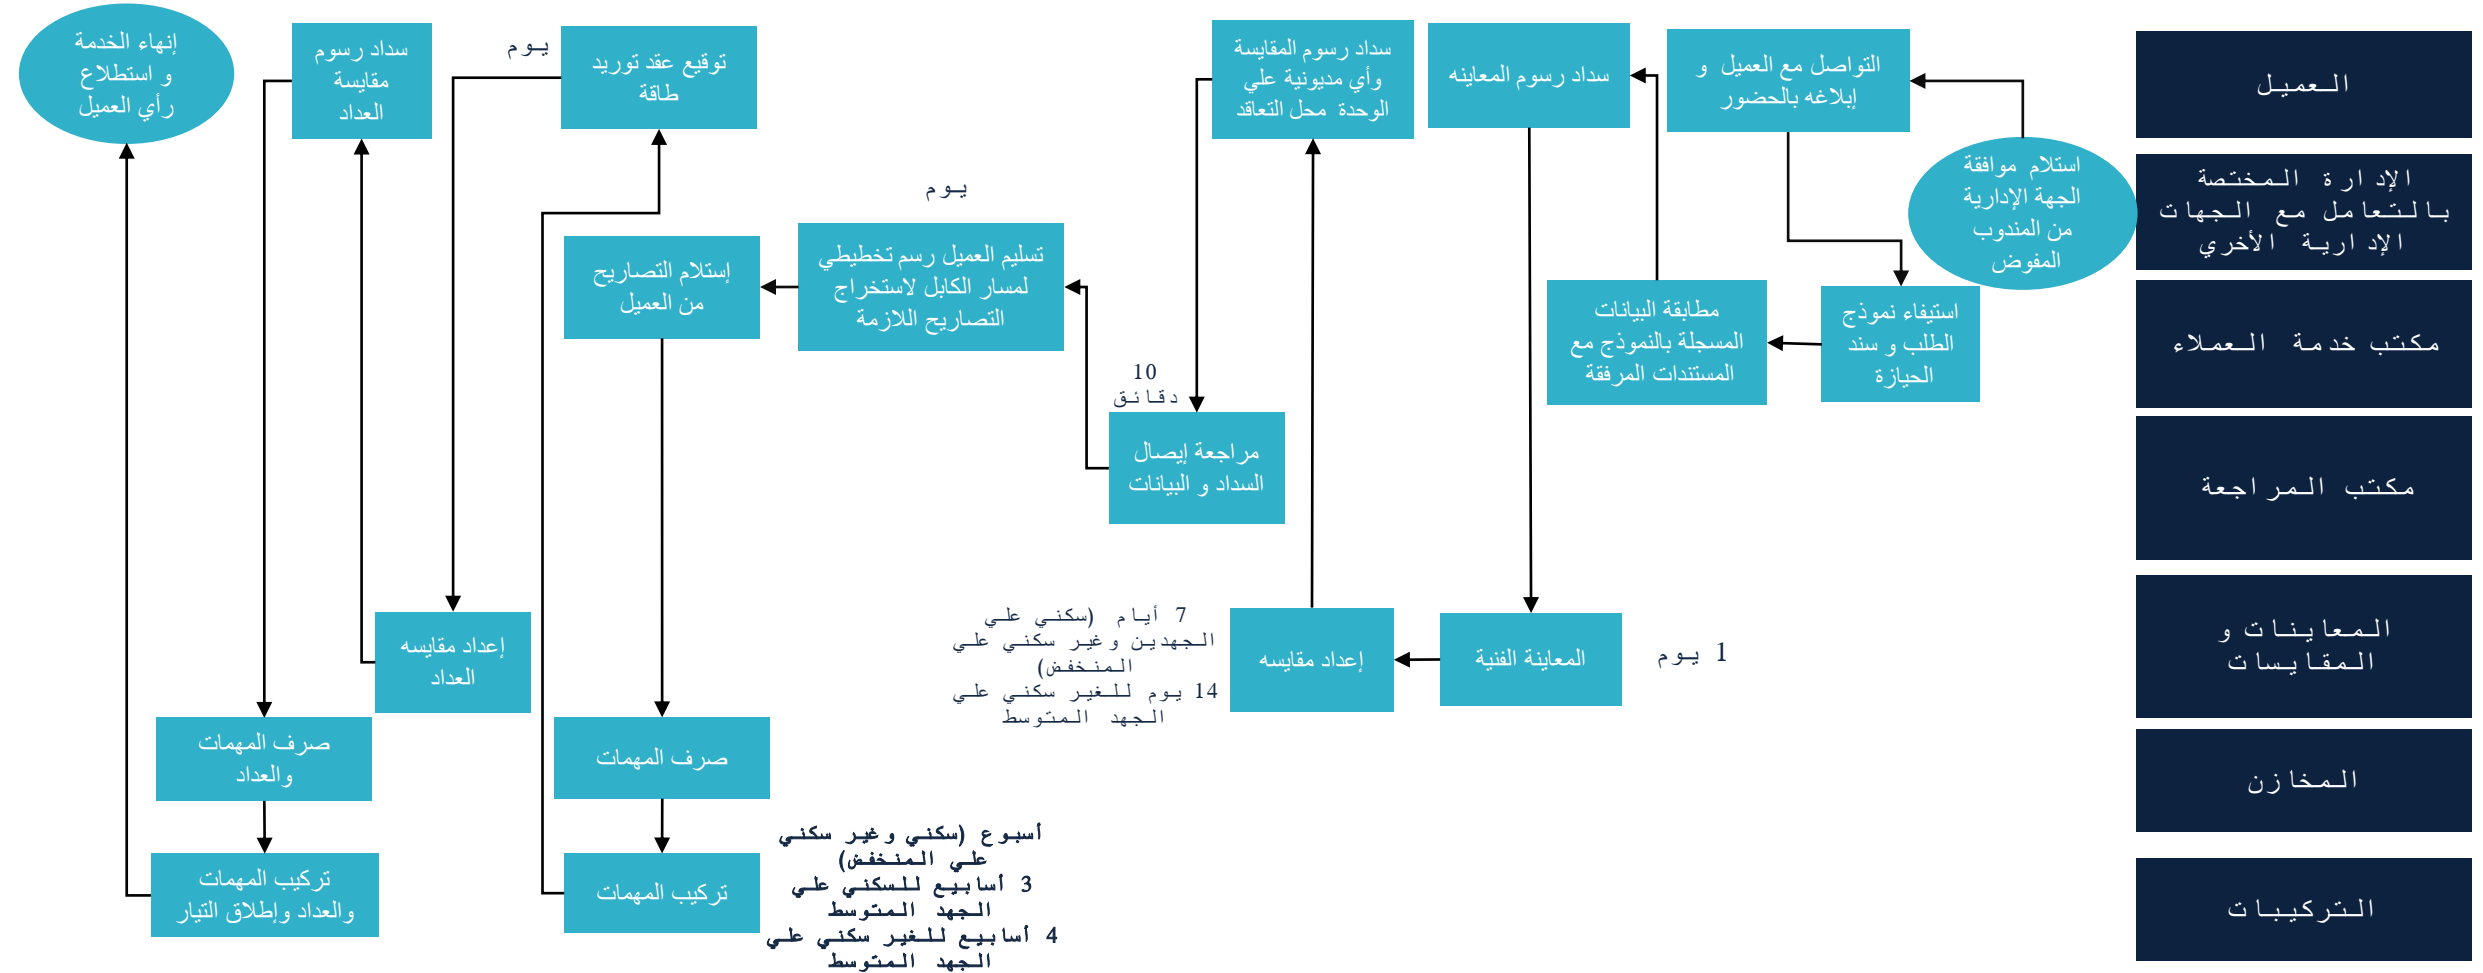 العميل
الإدارة المختصة
بالتعامل مع الجهات
الإدارية الأخري
مكتب خدمة العملاء
مكتب المراجعة
المعاينات و
المقايسات
المخازن
التركيبات
استلام موافقة
الجهة الإدارية
من المندوب
المفوض
التواصل مع العميل و
إبلاغه بالحضور
استيفاء نموذج
الطلب و سند
الحيازة
مطابقة البيانات
المسجلة بالنموذج مع
المستندات المرفقة
سداد رسوم المعاينه
المعاينة الفنية
1 يوم
إعداد مقايسه
7 أيام (سكني علي
الجهدين وغير سكني علي
المنخفض)
14 يوم للغير سكني علي
الجهد المتوسط
سداد رسوم المقايسة
وأي مديونية علي
الوحدة محل التعاقد
10
دقائق
مراجعة إيصال
السداد و البيانات
يوم
تسليم العميل رسم تخطيطي
لمسار الكابل لاستخراج
التصاريح اللازمة
إستلام التصاريح
من العميل
صرف المهمات
تركيب المهمات
أسبوع (سكني وغير سكني
علي المنخفض)
3 أسابيع للسكني علي
الجهد المتوسط
4 أسابيع للغير سكني علي
الجهد المتوسط
توقيع عقد توريد
طاقة
يوم
إعداد مقايسه
العداد
سداد رسوم
مقايسة
العداد
صرف المهمات
والعداد
تركيب المهمات
والعداد وإطلاق التيار
إنهاء الخدمة
و استطلاع
رأي العميل